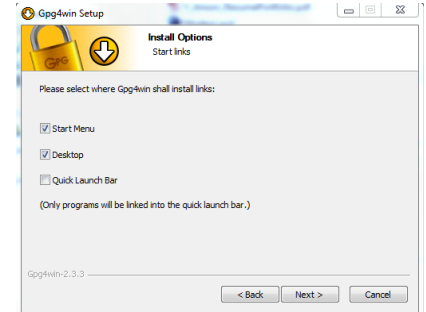 Gpg4win Setup
Install Options
Start links
GPG
Please select where Gpg4win shall install links:
Start Menu
Desktop
Quick Launch Bar
(Only programs will be linked into the quick launch bar.)
Gpg4win-2.3.3
< Back Next > Cancel